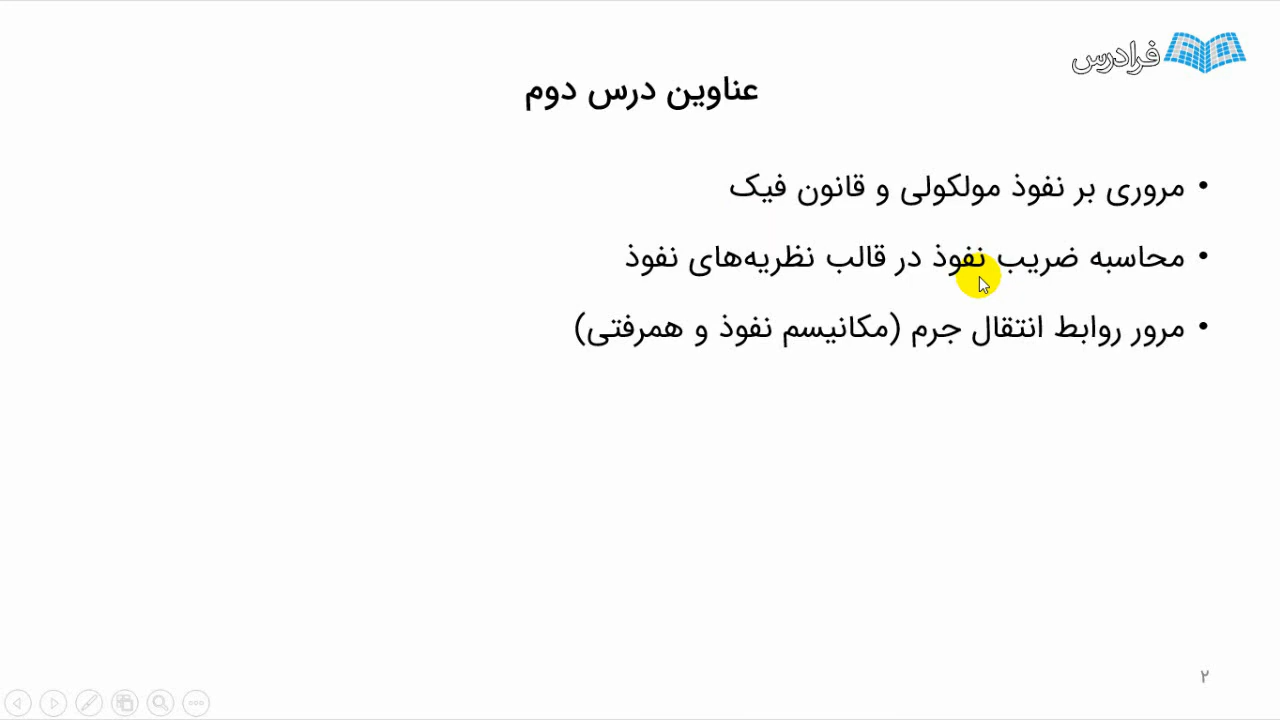 فرادرس
عناوین درس دوم
• مروری بر نفوذ مولکولی و قانون فیک
• محاسبه ضریب نفوذ در قالب نظریه‌های نفوذ
• مرور روابط انتقال جرم (مکانیسم نفوذ و همرفتی)
۲